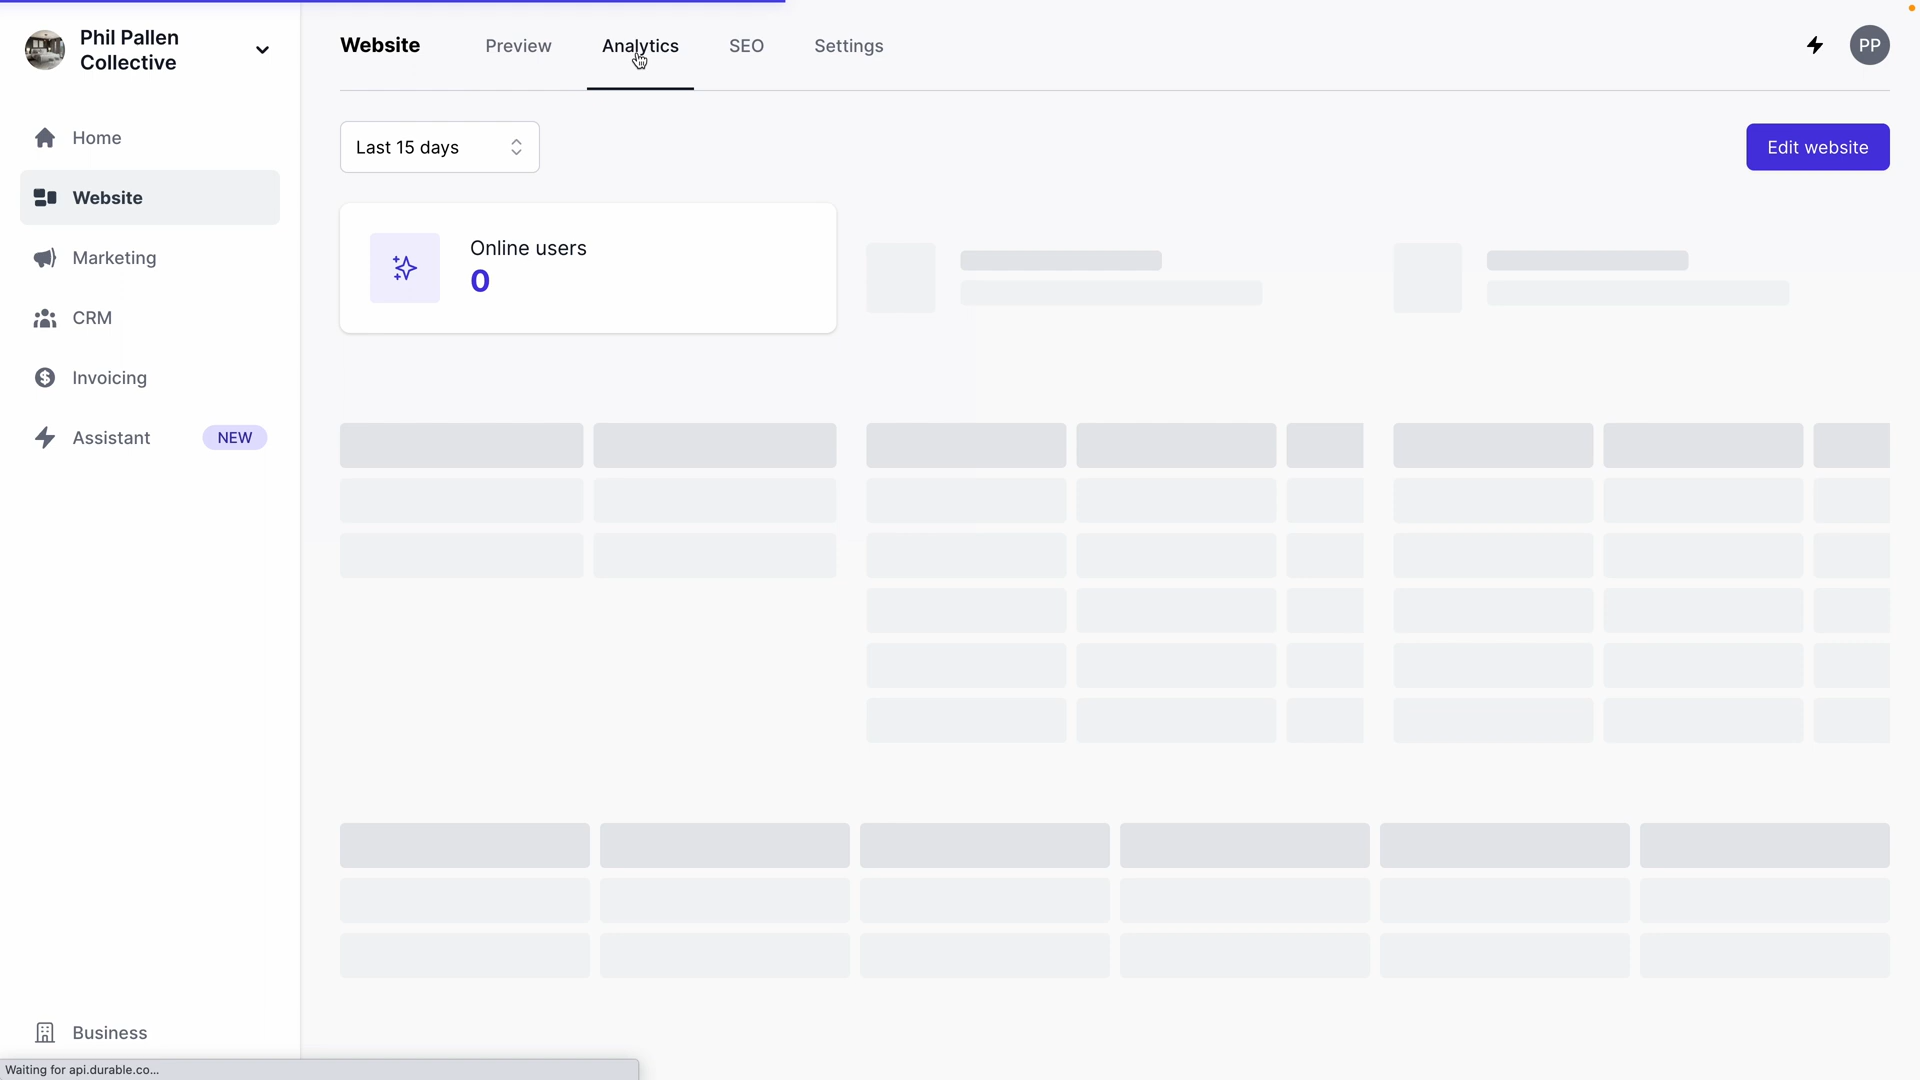 Phil Pallen
Collective
Home
Website
Marketing
CRM
Invoicing
Assistant NEW
Business
Waiting for api.durable.co...
Website Preview Analytics SEO Settings
PP
Last 15 days
Edit website
Online users
0